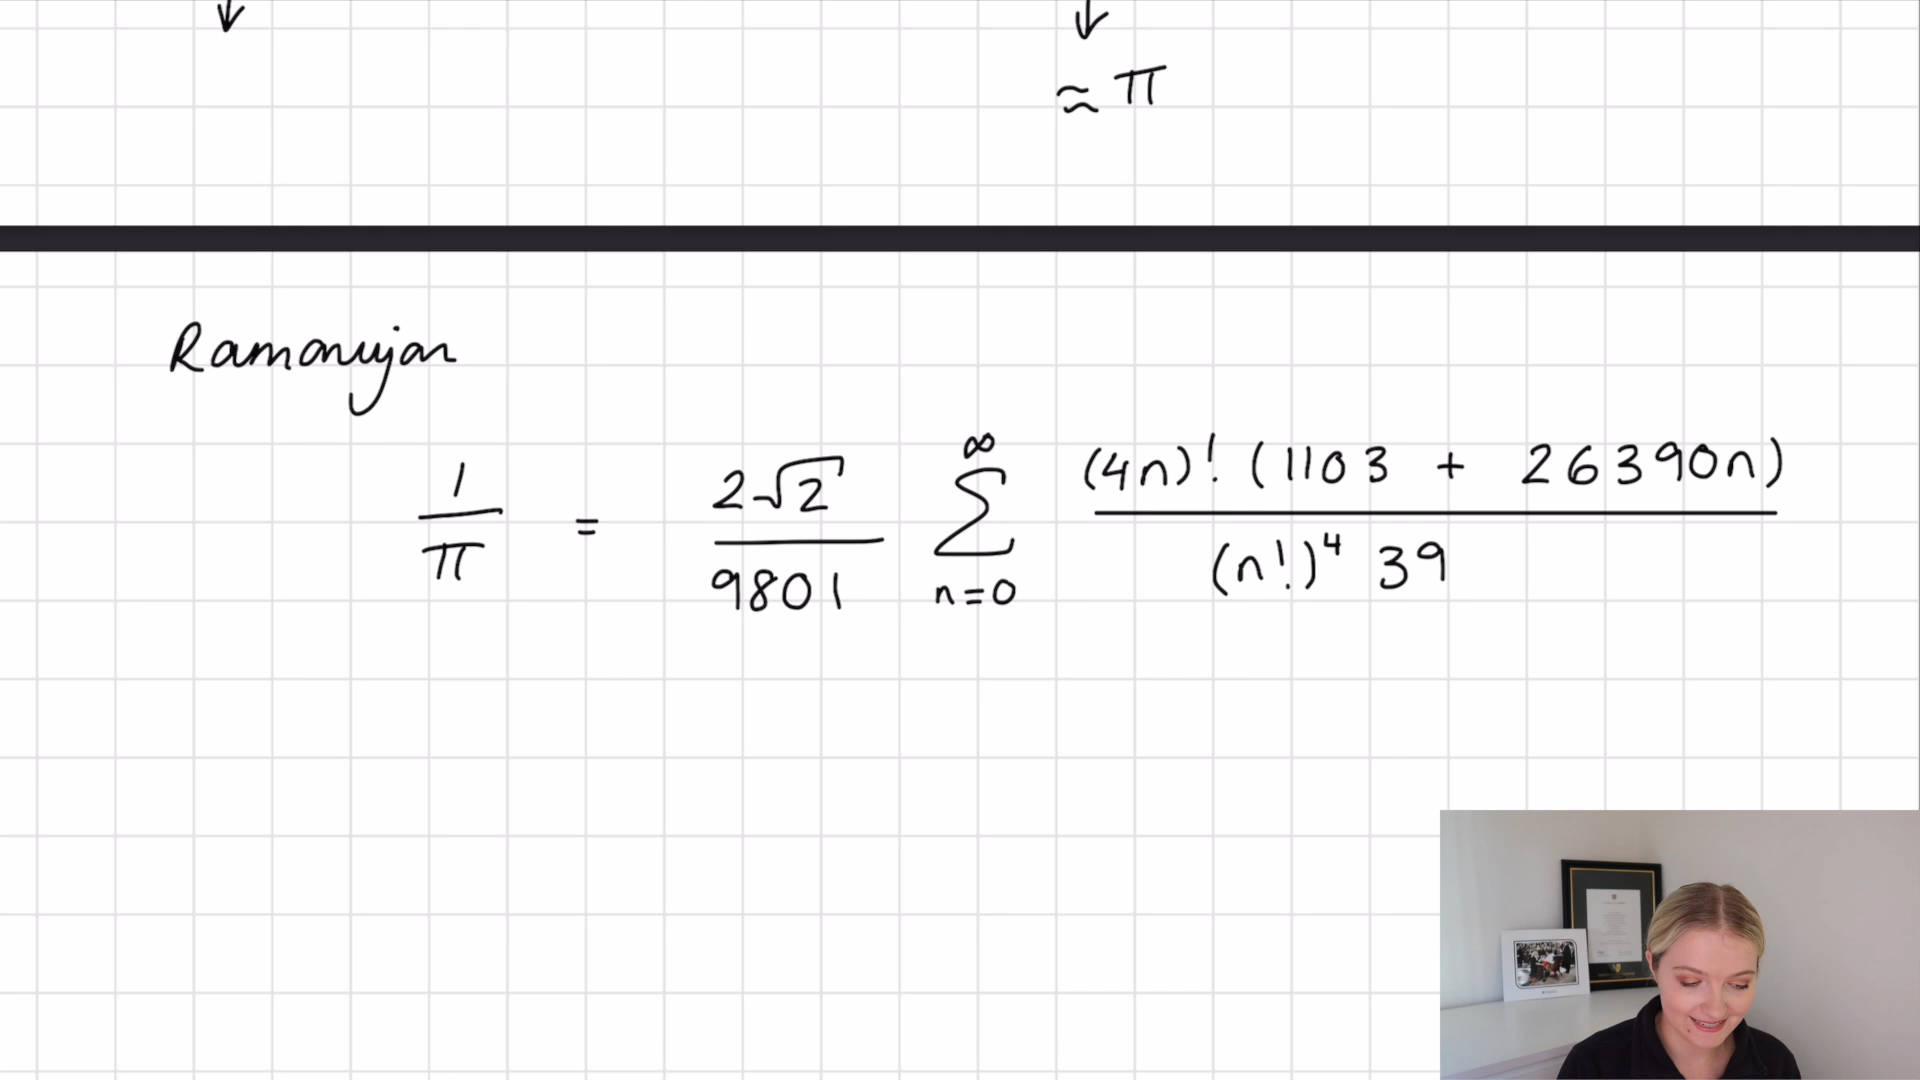 ≈ π
Ramanujan
1/π = 2√2/9801 ∑_{n=0}^{∞} (4n)! (1103 + 26390n)/(n!)⁴ 39